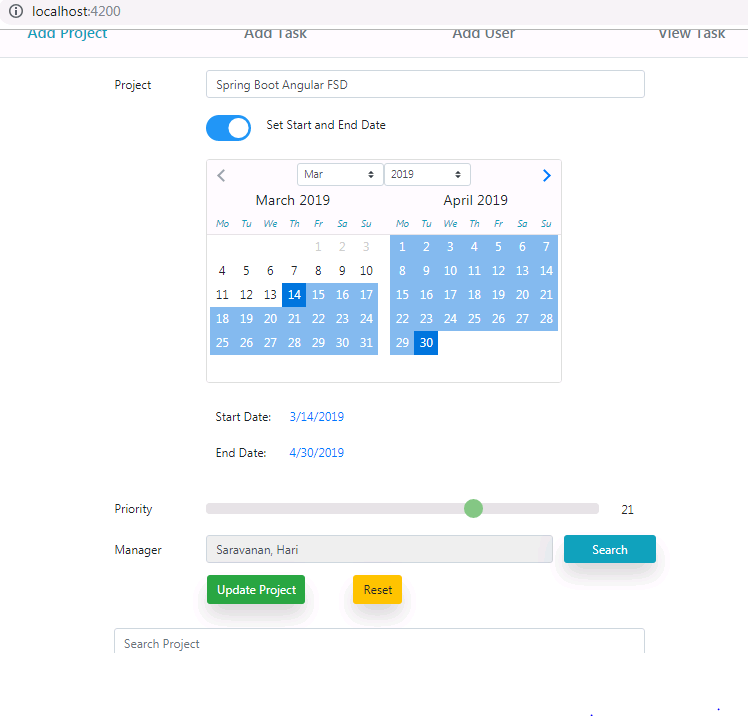 localhost:4200
Add Project Add Task Add User View Task
Project Spring Boot Angular FSD
Set Start and End Date
Mar 2019
March 2019 April 2019
Mo Tu We Th Fr Sa Su Mo Tu We Th Fr Sa Su
1 2 3 1 2 3 4 5 6 7
4 5 6 7 8 9 10 8 9 10 11 12 13 14
11 12 13 14 15 16 17 15 16 17 18 19 20 21
18 19 20 21 22 23 24 22 23 24 25 26 27 28
25 26 27 28 29 30 31 29 30
Start Date: 3/14/2019
End Date: 4/30/2019
Priority 21
Manager Saravanan, Hari Search
Update Project Reset
Search Project